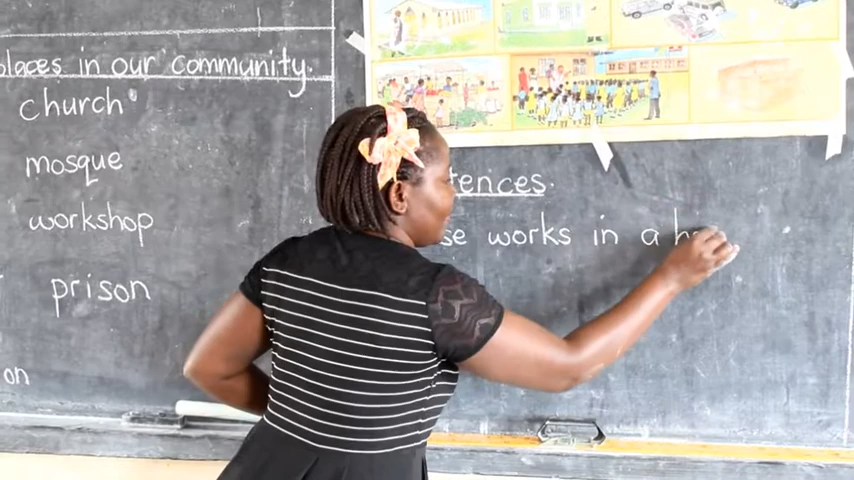 places in our community.
church
mosque
workshop
prison
on
tences.
se works in a h